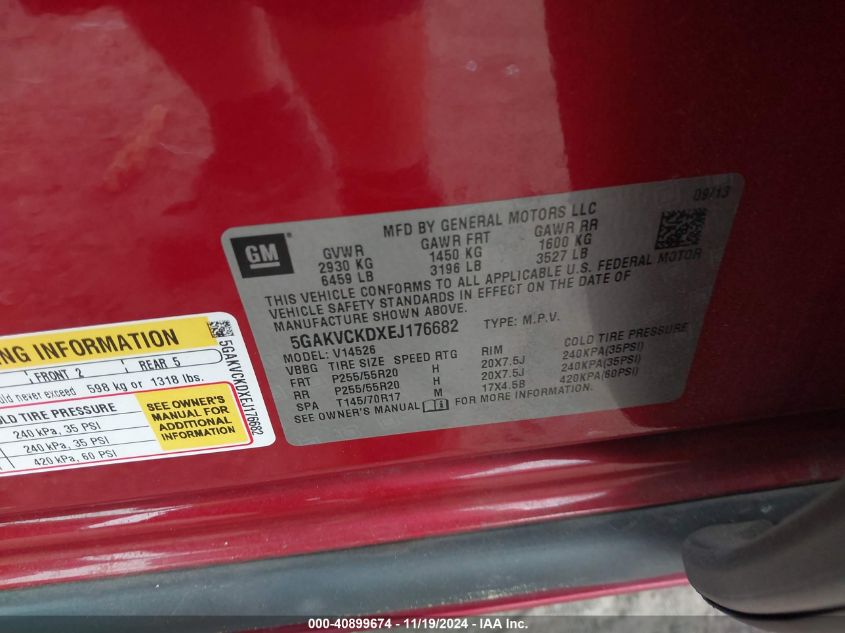 09/13
MFD BY GENERAL MOTORS LLC
GM
GVWR GAWR FRT GAWR RR
2930 KG 1450 KG 1600 KG
6459 LB 3196 LB 3527 LB
THIS VEHICLE CONFORMS TO ALL APPLICABLE U.S. FEDERAL MOTOR
VEHICLE SAFETY STANDARDS IN EFFECT ON THE DATE OF
MANUFACTURE SHOWN ABOVE.
5GAKVCKDXEJ176682 TYPE: M.P.V.
MODEL: V14526
VBBG TIRE SIZE SPEED RTG RIM COLD TIRE PRESSURE
FRT P255/55R20 H 20X7.5J 240KPA(35PSI)
RR P255/55R20 H 20X7.5J 240KPA(35PSI)
SPA T145/70R17 M 17X4.5B 420KPA(60PSI)
SEE OWNER'S MANUAL FOR MORE INFORMATION.
ING INFORMATION
FRONT 2 REAR 5
never exceed 598 kg or 1318 lbs.
COLD TIRE PRESSURE
240 kPa, 35 PSI
240 kPa, 35 PSI
420 kPa, 60 PSI
SEE OWNER'S
MANUAL FOR
ADDITIONAL
INFORMATION
5GAKVCKDXEJ176682
000-40899674 - 11/19/2024 - IAA Inc.